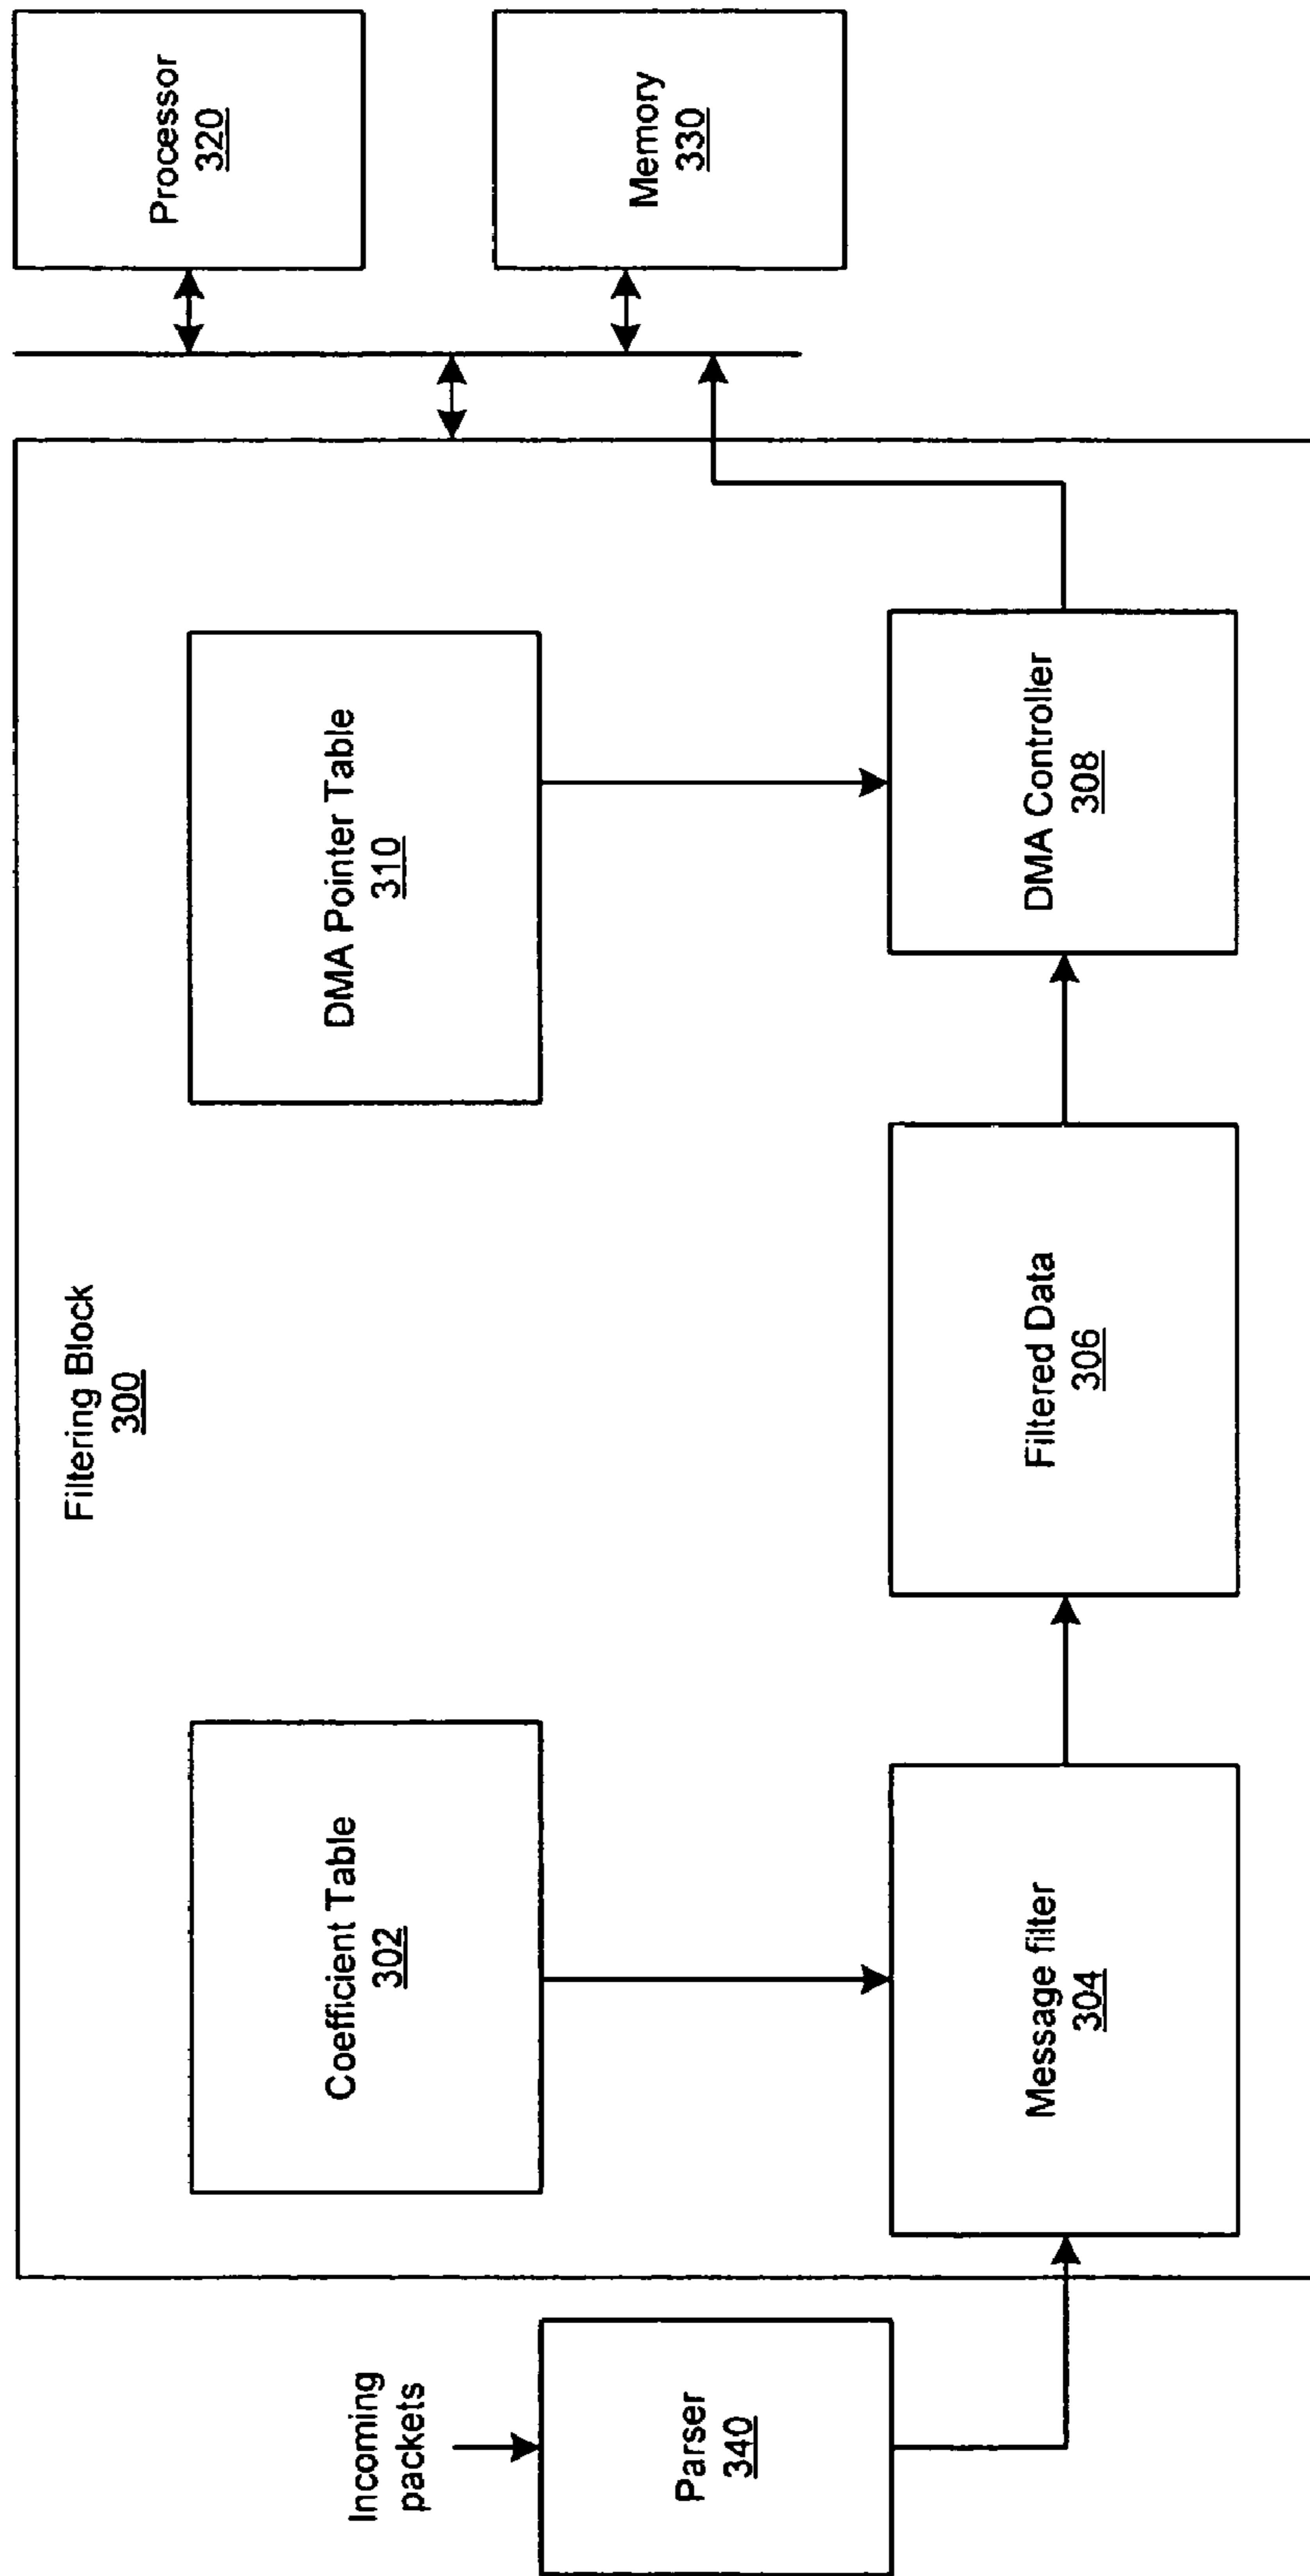 Filtering Block
300
Incoming
packets
Parser
340
Coefficient Table
302
Message filter
304
Filtered Data
306
DMA Pointer Table
310
DMA Controller
308
Processor
320
Memory
330